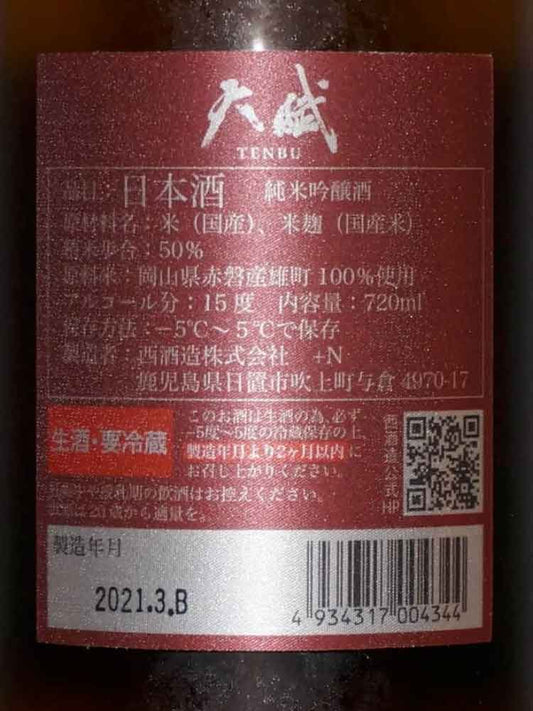 天賦
TENBU
品目：日本酒 純米吟醸酒
原材料名：米（国産）、米麹（国産米）
精米歩合：50%
原料米：岡山県赤磐産雄町100%使用
アルコール分：15度 内容量：720ml
保存方法：−5℃～5℃で保存
製造者：西酒造株式会社 +N
鹿児島県日置市吹上町与倉4970-17
生酒・要冷蔵
このお酒は生酒の為、必ず
−5度～5度の冷蔵保存の上、
製造年月より2ヶ月以内に
お召し上がりください。
西酒造公式HP
授乳期の飲酒はお控えください。
20歳から適量を。
製造年月
2021.3.B
4 934317 004344